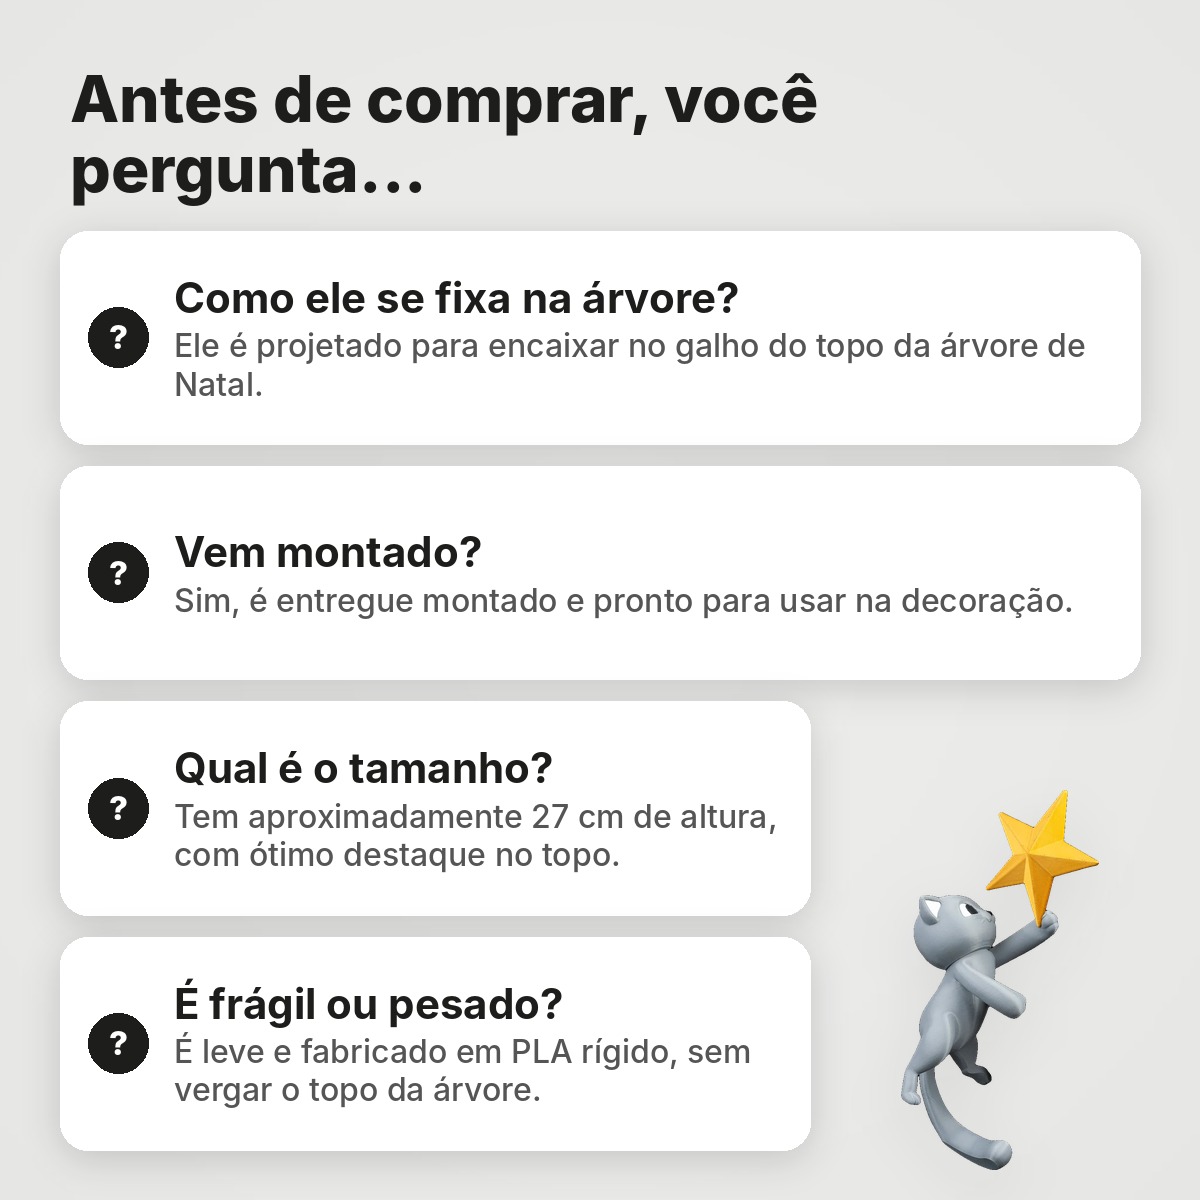 Antes de comprar, você
pergunta...
?
Como ele se fixa na árvore?
Ele é projetado para encaixar no galho do topo da árvore de
Natal.
?
Vem montado?
Sim, é entregue montado e pronto para usar na decoração.
?
Qual é o tamanho?
Tem aproximadamente 27 cm de altura,
com ótimo destaque no topo.
?
É frágil ou pesado?
É leve e fabricado em PLA rígido, sem
vergar o topo da árvore.